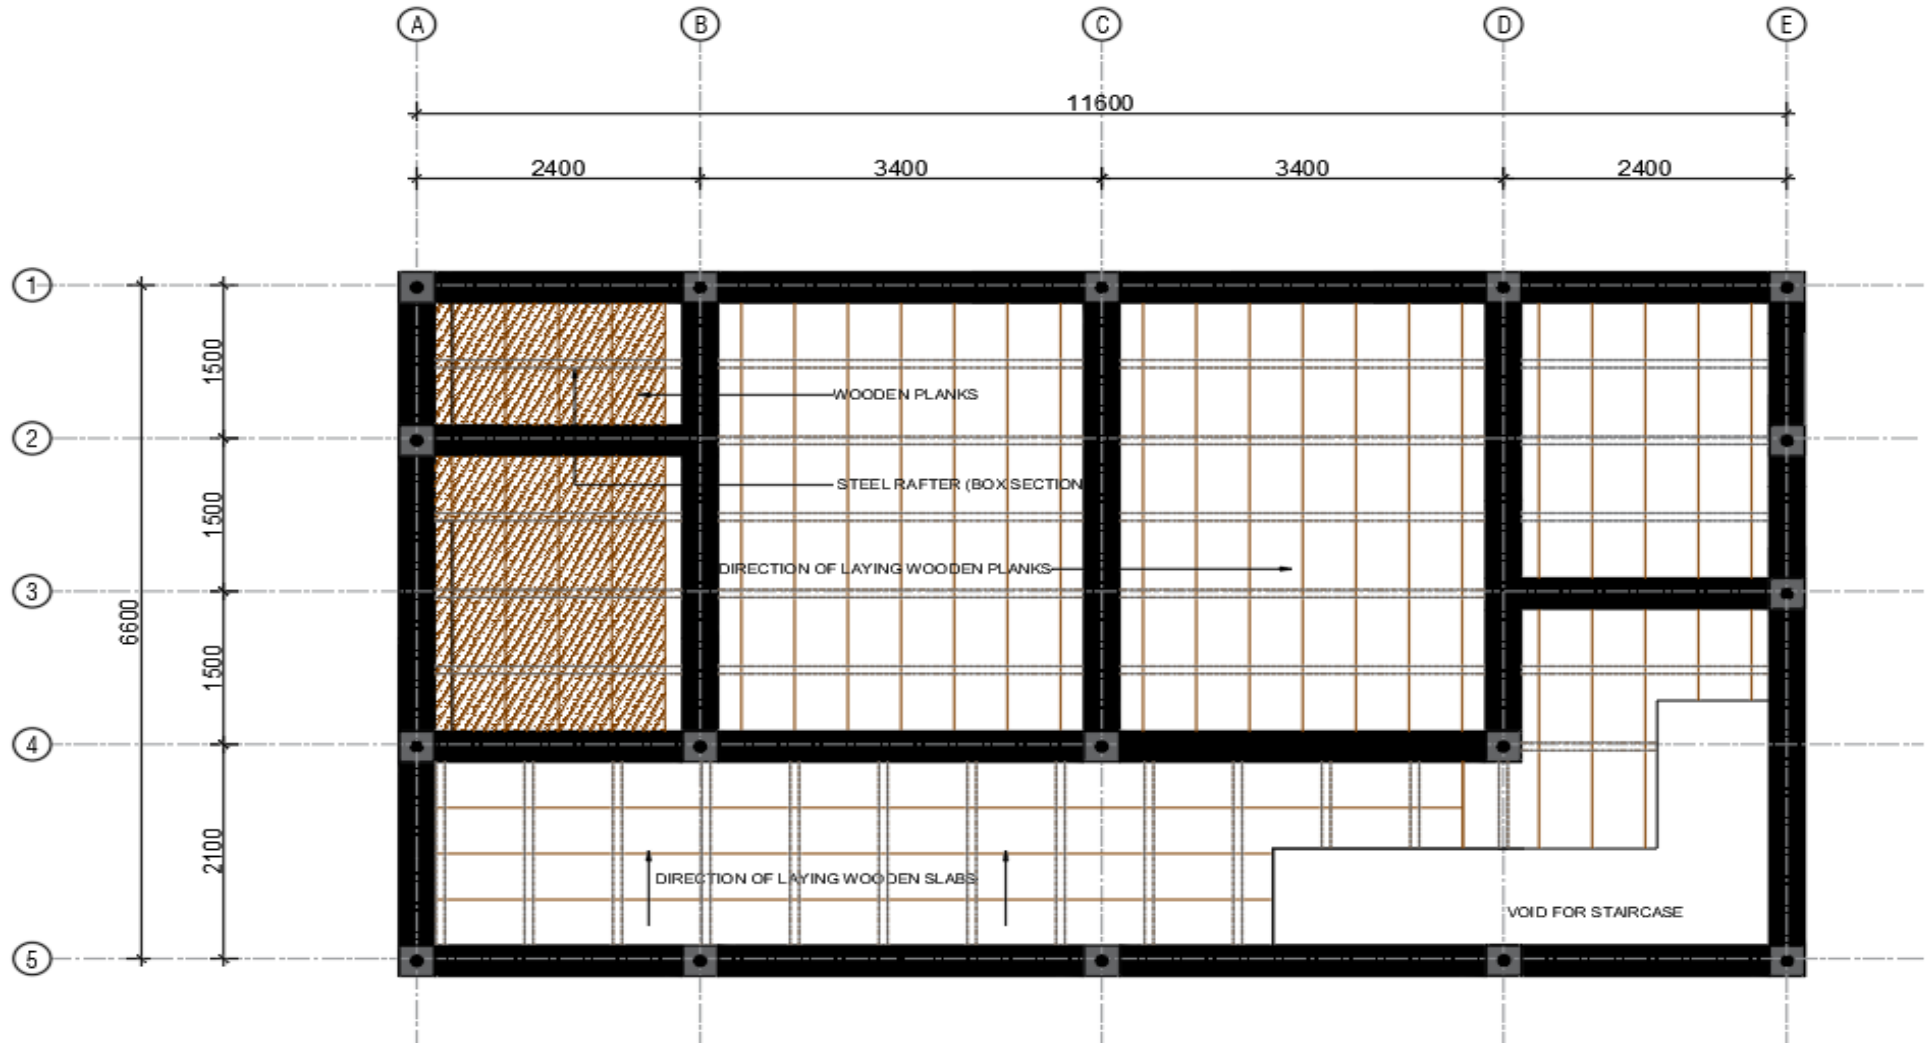 A B C D E
11600
2400 3400 3400 2400
1
1500
WOODEN PLANKS
2
STEEL RAFTER (BOX SECTION
1500
DIRECTION OF LAYING WOODEN PLANKS
3
6600
1500
4
2100
DIRECTION OF LAYING WOODEN SLABS
VOID FOR STAIRCASE
5